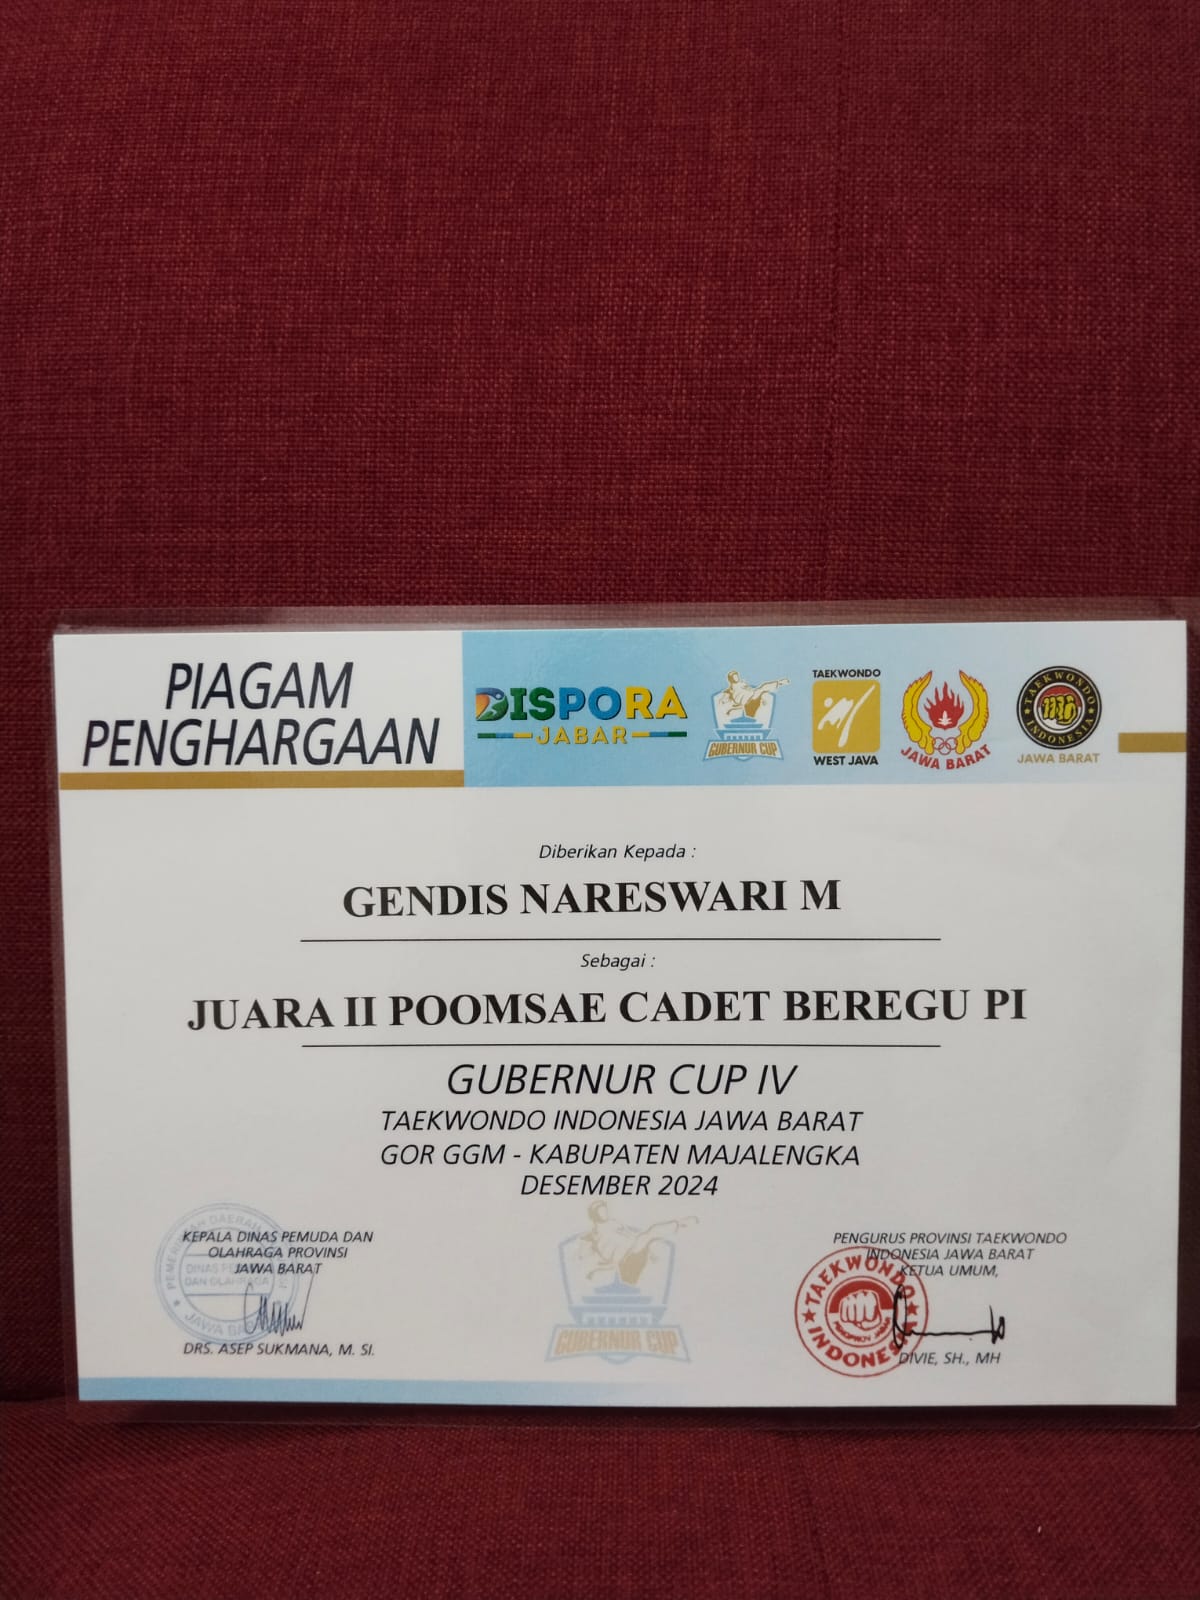 PIAGAM
PENGHARGAAN
DISPORA
JABAR
GUBERNUR CUP
TAEKWONDO
WEST JAVA
JAWA BARAT
TAEKWONDO
INDONESIA
JAWA BARAT
Diberikan Kepada :
GENDIS NARESWARI M
Sebagai :
JUARA II POOMSAE CADET BEREGU PI
GUBERNUR CUP IV
TAEKWONDO INDONESIA JAWA BARAT
GOR GGM - KABUPATEN MAJALENGKA
DESEMBER 2024
KEPALA DINAS PEMUDA DAN
OLAHRAGA PROVINSI
JAWA BARAT
DRS. ASEP SUKMANA, M. SI.
GUBERNUR CUP
PENGURUS PROVINSI TAEKWONDO
INDONESIA JAWA BARAT
KETUA UMUM,
TAEKWONDO
INDONESIA
DIVIE, SH., MH